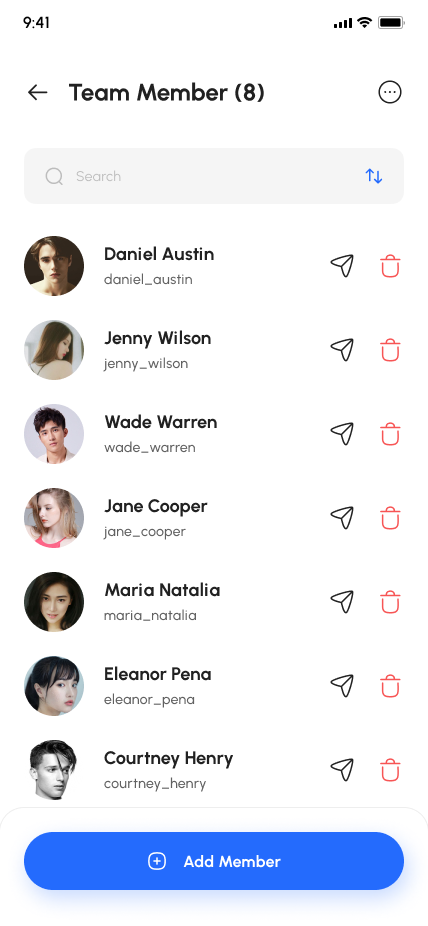 9:41
Team Member (8)
Search
Daniel Austin
daniel_austin
Jenny Wilson
jenny_wilson
Wade Warren
wade_warren
Jane Cooper
jane_cooper
Maria Natalia
maria_natalia
Eleanor Pena
eleanor_pena
Courtney Henry
courtney_henry
Add Member